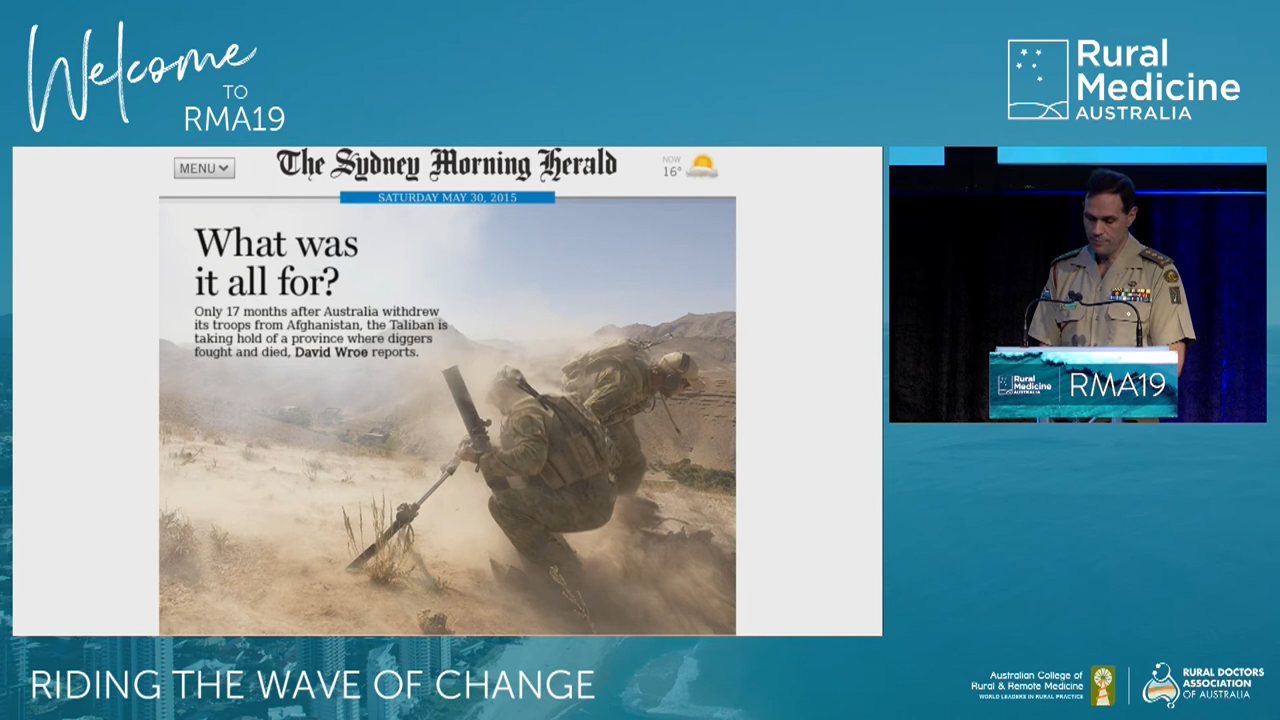 Welcome
TO
RMA19
Rural
Medicine
AUSTRALIA
MENU
The Sydney Morning Herald
NOW
16°
SATURDAY MAY 30, 2015
What was
it all for?
Only 17 months after Australia withdrew
its troops from Afghanistan, the Taliban is
taking hold of a province where diggers
fought and died, David Wroe reports.
Rural
Medicine
AUSTRALIA
RMA19
RIDING THE WAVE OF CHANGE
Australian College of
Rural & Remote Medicine
WORLD LEADERS IN RURAL PRACTICE
RURAL DOCTORS
ASSOCIATION
OF AUSTRALIA